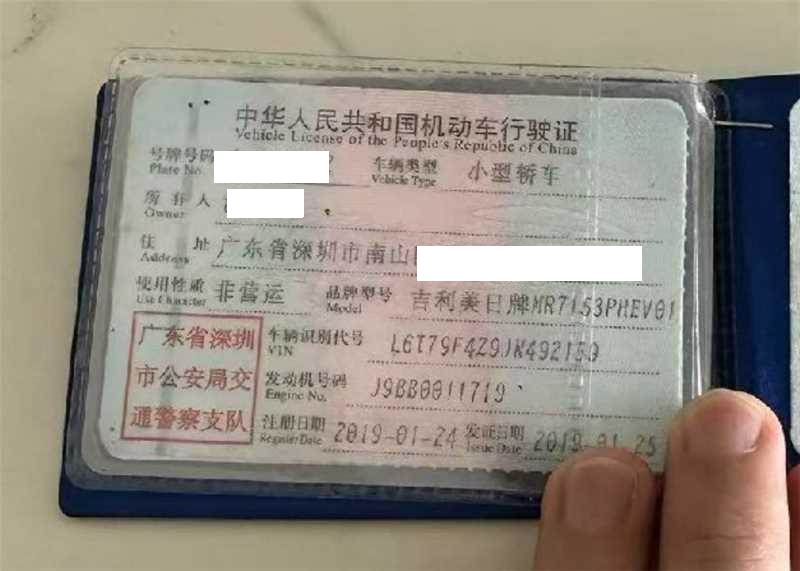 中华人民共和国机动车行驶证
Vehicle License of the People's Republic of China
号牌号码
Plate No.
车辆类型 小型轿车
Vehicle Type
所有人
Owner
住址 广东省深圳市南山
Address
使用性质 非营运
Use Character
品牌型号 吉利美日牌MR7153PHEV01
Model
广东省深圳
市公安局交
通警察支队
车辆识别代号 L6T79F4Z9JN492159
VIN
发动机号码 J9BB0011719
Engine No.
注册日期 2019-01-24
Register Date
发证日期 2019-01-25
Issue Date